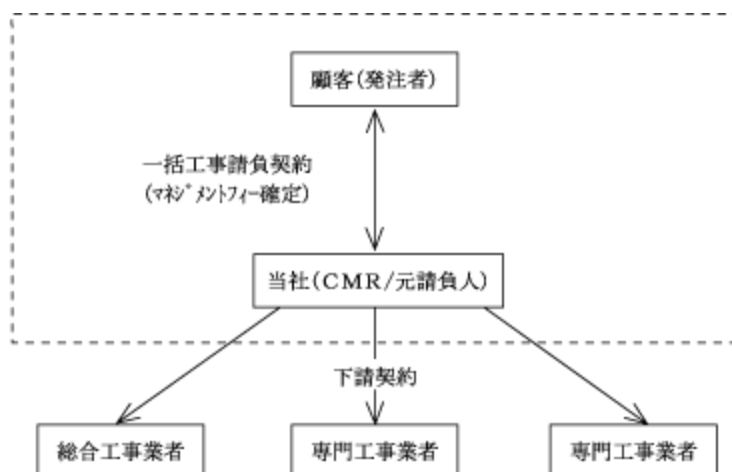 顧客(発注者)
一括工事請負契約
(ﾏﾈｼﾞﾒﾝﾄﾌｨｰ確定)
当社(ＣＭＲ/元請負人)
下請契約
総合工事業者
専門工事業者
専門工事業者